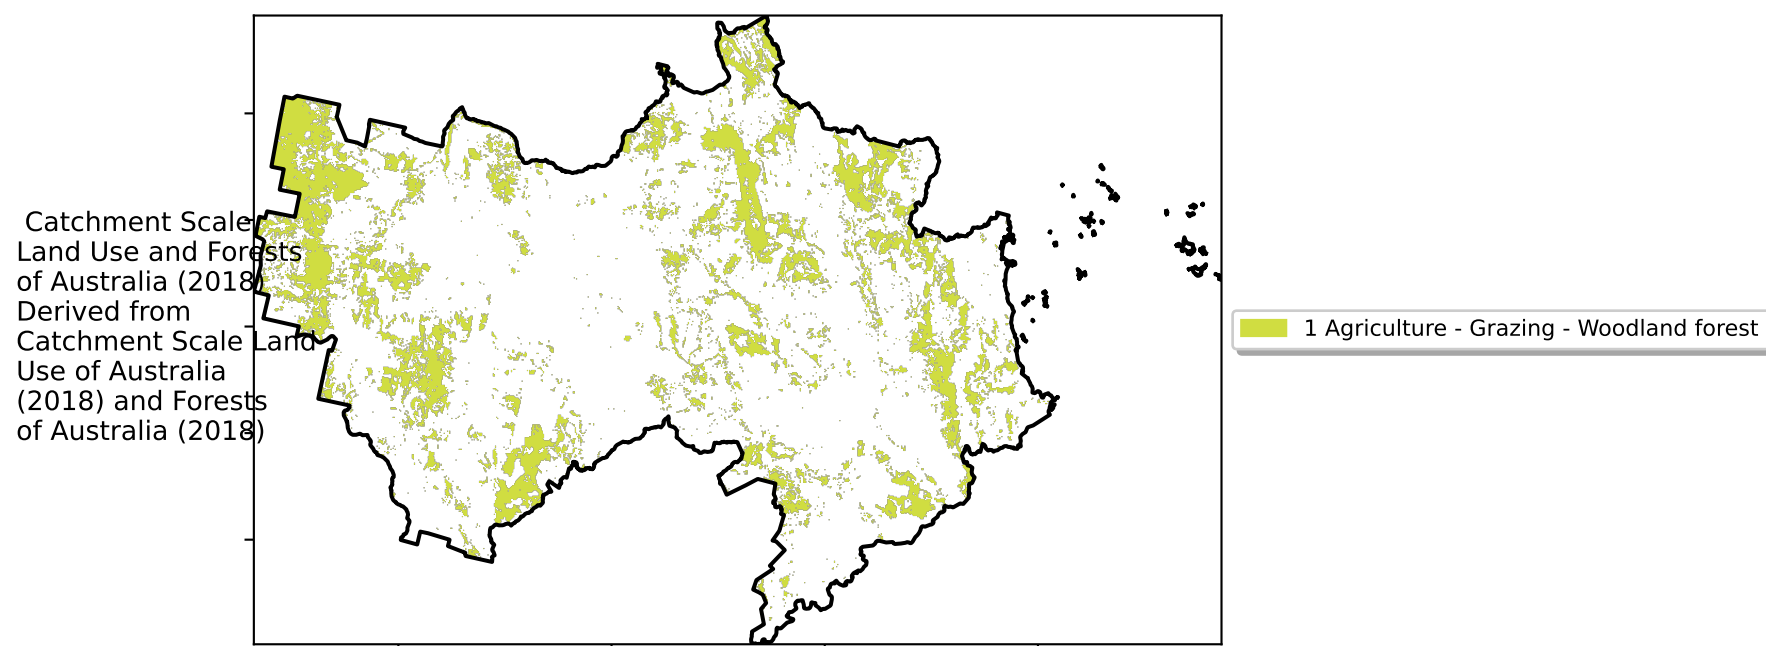 Catchment Scale
Land Use and Forests
of Australia (2018)
Derived from
Catchment Scale Land
Use of Australia
(2018) and Forests
of Australia (2018)
1 Agriculture - Grazing - Woodland forest